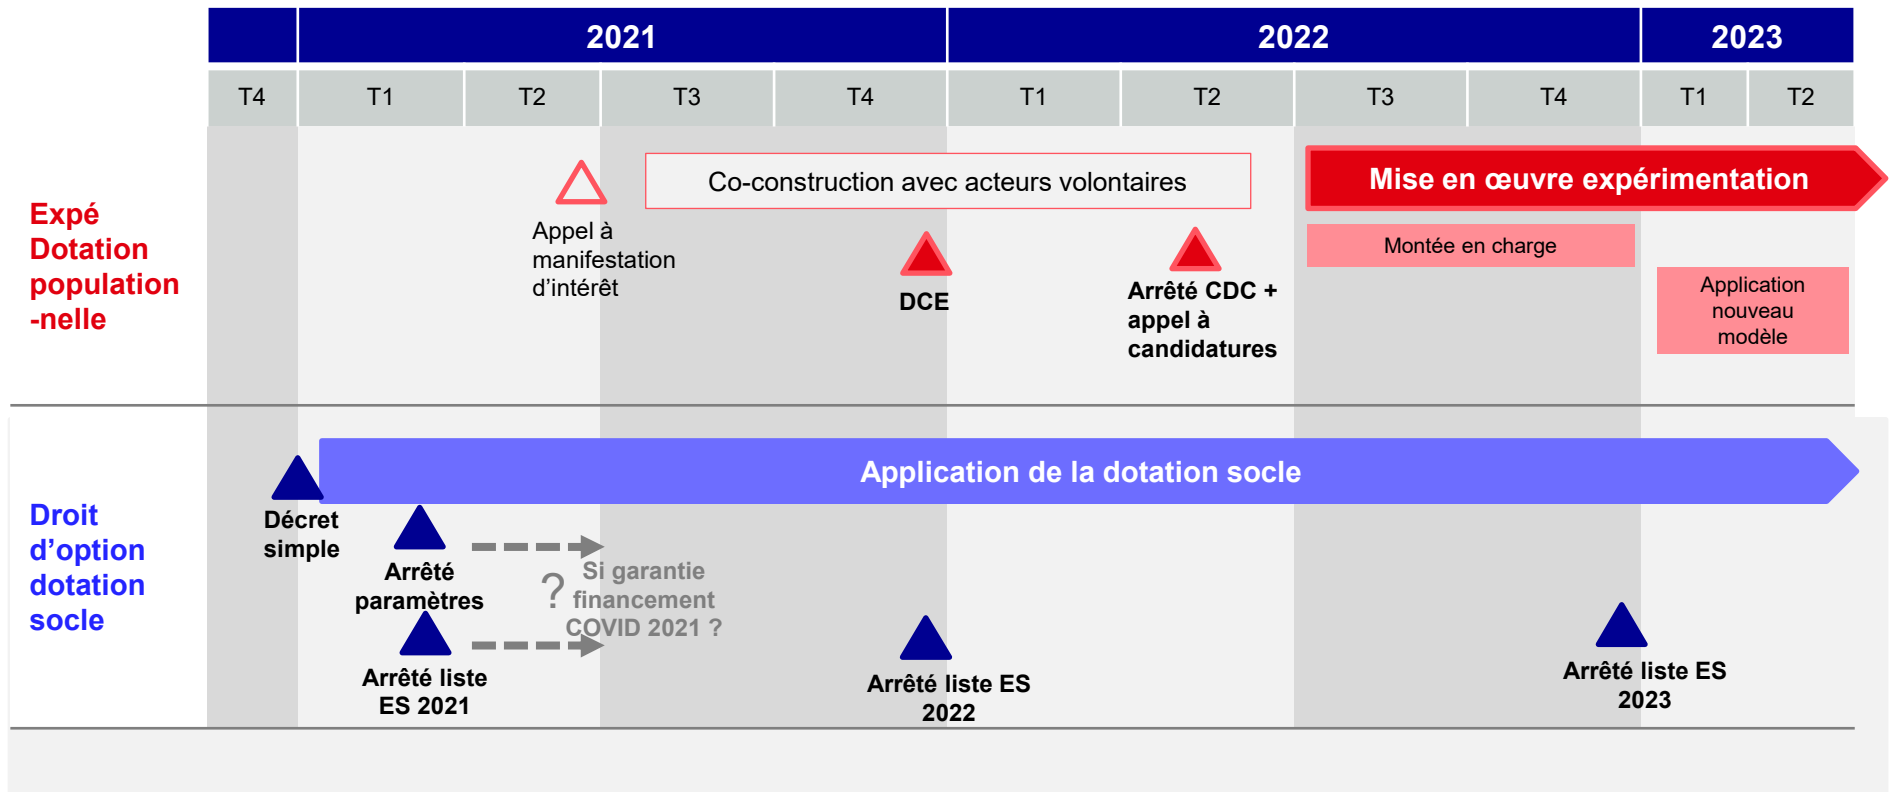 2021
2022
2023
T4
T1
T2
T3
T4
T1
T2
T3
T4
T1
T2
Expé
Dotation
population
-nelle
Appel à
manifestation
d’intérêt
Co-construction avec acteurs volontaires
DCE
Arrêté CDC +
appel à
candidatures
Mise en œuvre expérimentation
Montée en charge
Application
nouveau
modèle
Droit
d’option
dotation
socle
Application de la dotation socle
Décret
simple
Arrêté
paramètres
?
Si garantie
financement
COVID 2021 ?
Arrêté liste
ES 2021
Arrêté liste ES
2022
Arrêté liste ES
2023